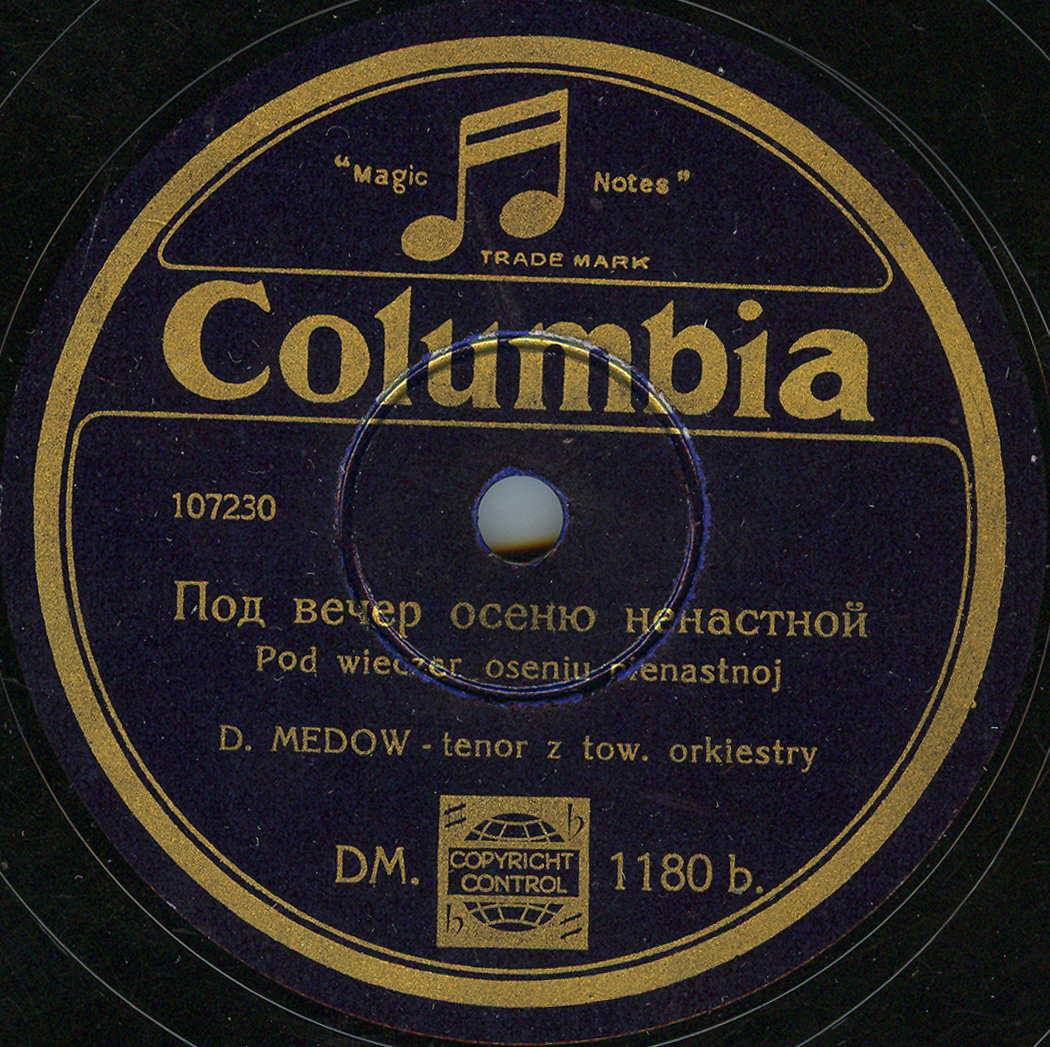 “Magic Notes”
TRADE MARK
Columbia
107230
Под вечер осеню ненастной
Pod wieczer oseniu nienastnoj
D. MEDOW - tenor z tow. orkiestry
DM. 1180 b.
COPYRIGHT
CONTROL